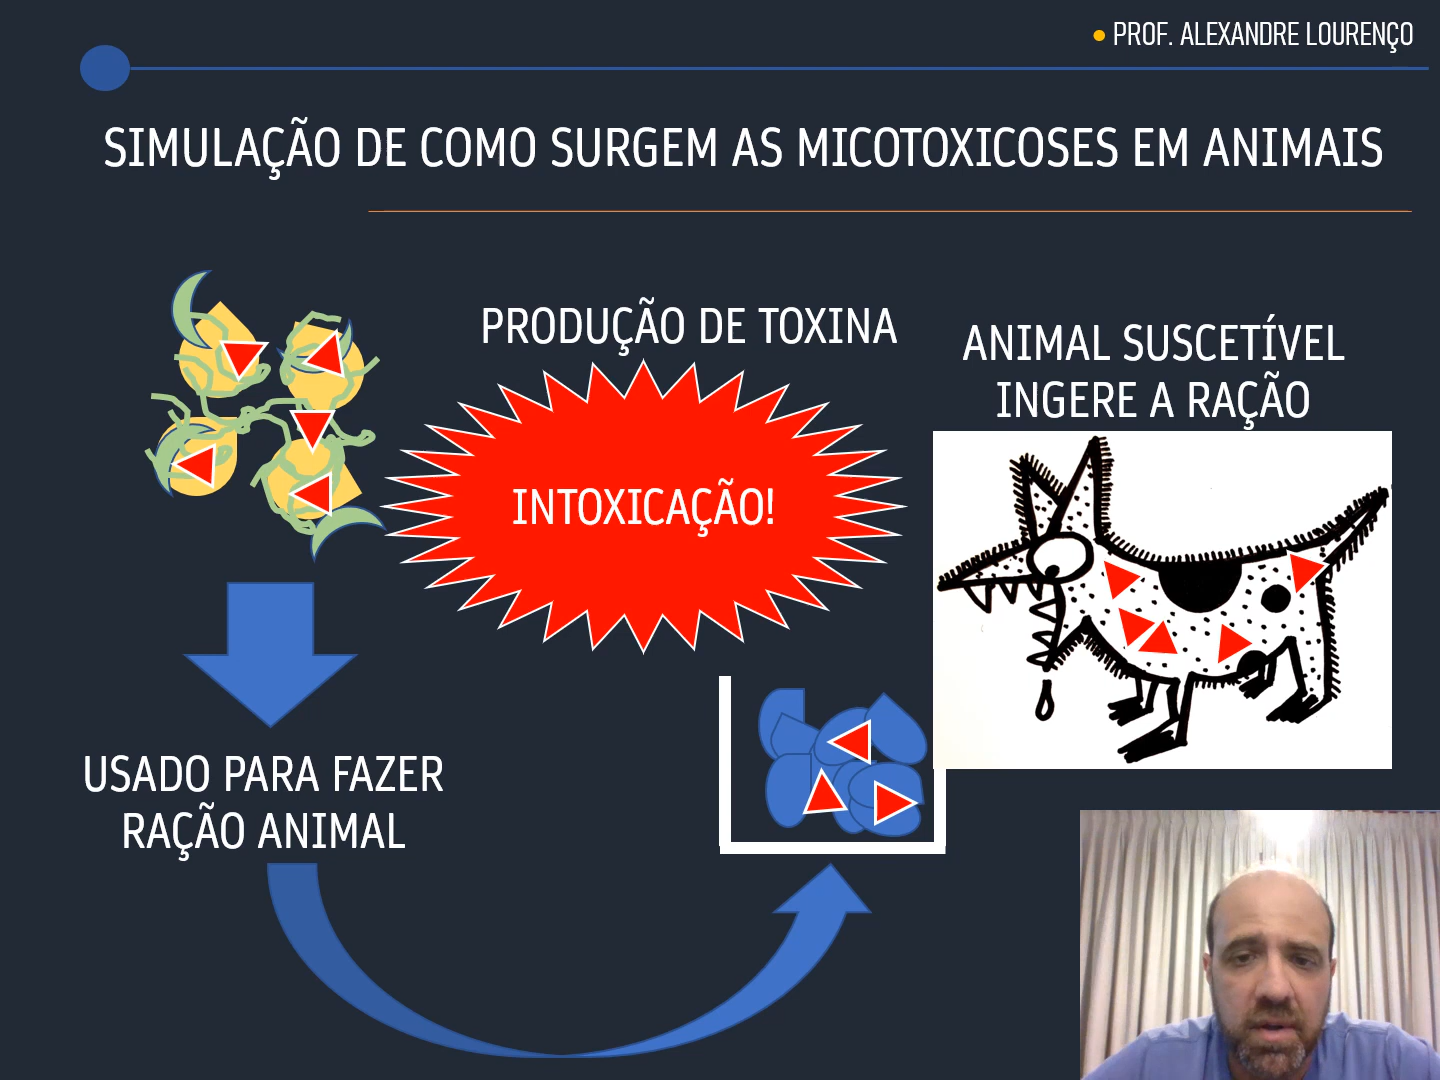 PROF. ALEXANDRE LOURENÇO
SIMULAÇÃO DE COMO SURGEM AS MICOTOXICOSES EM ANIMAIS
PRODUÇÃO DE TOXINA
ANIMAL SUSCETÍVEL
INGERE A RAÇÃO
INTOXICAÇÃO!
USADO PARA FAZER
RAÇÃO ANIMAL